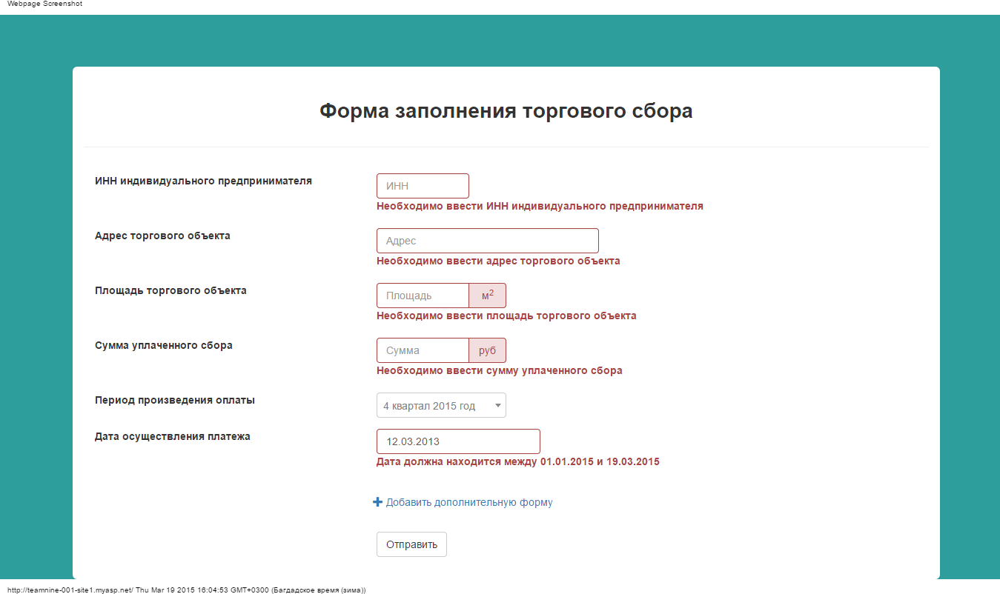 Webpage Screenshot
Форма заполнения торгового сбора
ИНН индивидуального предпринимателя
ИНН
Необходимо ввести ИНН индивидуального предпринимателя
Адрес торгового объекта
Адрес
Необходимо ввести адрес торгового объекта
Площадь торгового объекта
Площадь м²
Необходимо ввести площадь торгового объекта
Сумма уплаченного сбора
Сумма руб
Необходимо ввести сумму уплаченного сбора
Период произведения оплаты
4 квартал 2015 год
Дата осуществления платежа
12.03.2013
Дата должна находится между 01.01.2015 и 19.03.2015
Добавить дополнительную форму
Отправить
http://teamnine-001-site1.myasp.net/ Thu Mar 19 2015 16:04:53 GMT+0300 (Багдадское время (зима))